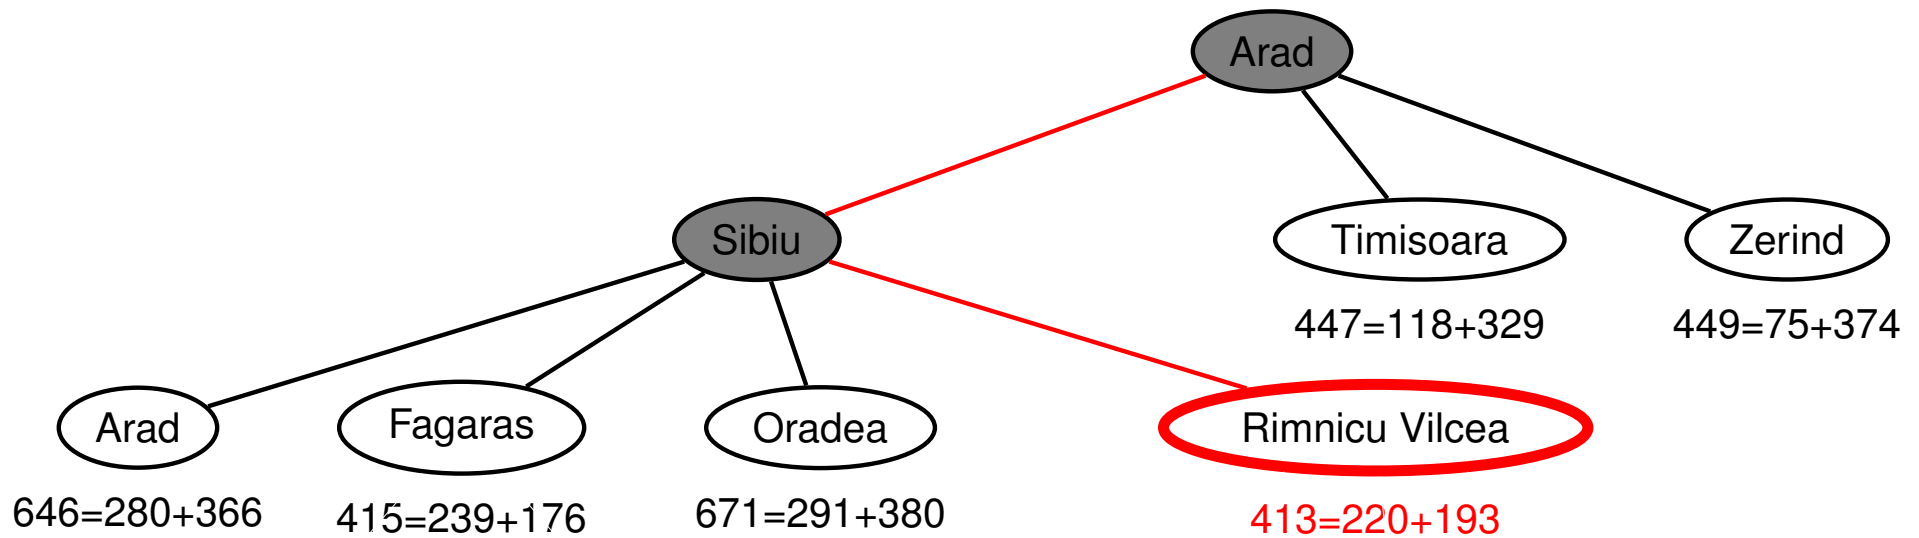 Arad
Sibiu
Timisoara
Zerind
447=118+329
449=75+374
Arad
Fagaras
Oradea
Rimnicu Vilcea
646=280+366
415=239+176
671=291+380
413=220+193